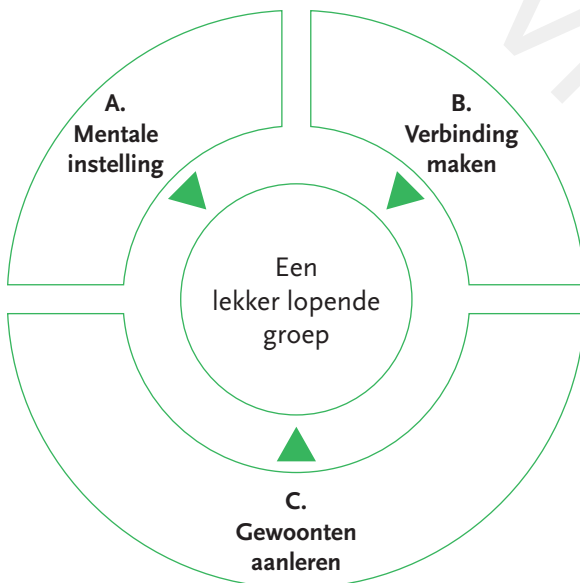 A.
Mentale
instelling
B.
Verbinding
maken
Een
lekker lopende
groep
C.
Gewoonten
aanleren